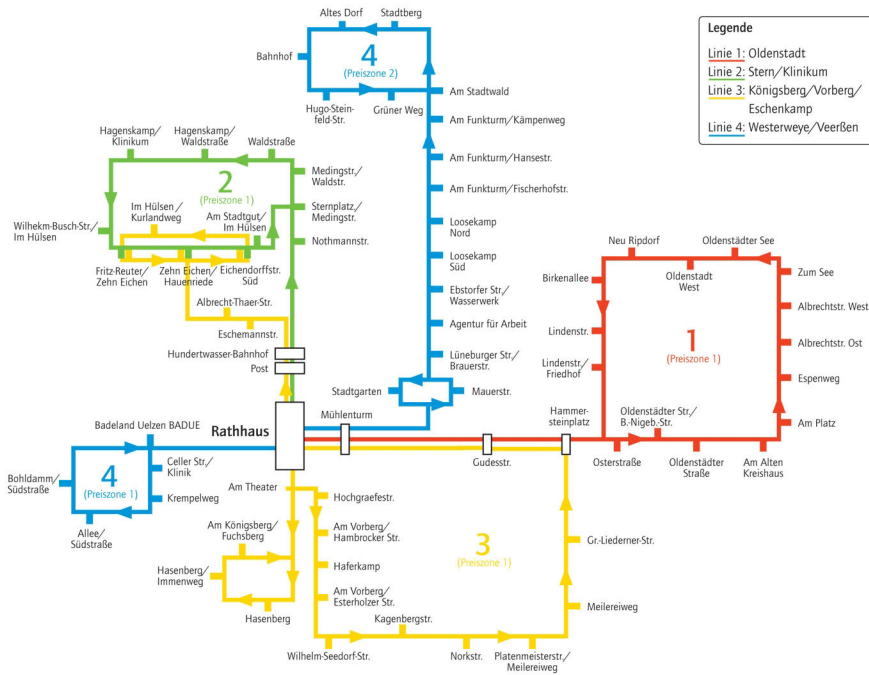 Legende
Linie 1: Oldenstadt
Linie 2: Stern/Klinikum
Linie 3: Königsberg/Vorberg/
Eschenkamp
Linie 4: Westerweye/Veerßen
Altes Dorf
Stadtberg
Bahnhof
4
(Preiszone 2)
Hugo-Stein-
feld-Str.
Grüner Weg
Am Stadtwald
Am Funkturm/Kämpenweg
Am Funkturm/Hansestr.
Am Funkturm/Fischerhofstr.
Loosekamp
Nord
Loosekamp
Süd
Ebstorfer Str./
Wasserwerk
Agentur für Arbeit
Lüneburger Str./
Brauerstr.
Stadtgarten
Mauerstr.
Hagenskamp/
Klinikum
Hagenskamp/
Waldstraße
Waldstraße
2
(Preiszone 1)
Medingstr./
Waldstr.
Sternplatz/
Medingstr.
Nothmannstr.
Im Hülsen/
Kurlandweg
Am Stadtgut/
Im Hülsen
Wilhekm-Busch-Str./
Im Hülsen
Fritz-Reuter/
Zehn Eichen
Zehn Eichen/
Hauenriede
Eichendorffstr.
Süd
Albrecht-Thaer-Str.
Eschemannstr.
Hundertwasser-Bahnhof
Post
Rathhaus
Mühlenturm
Gudesstr.
Hammer-
steinplatz
Neu Ripdorf
Oldenstädter See
Birkenallee
Oldenstadt
West
Zum See
Albrechtstr. West
Lindenstr.
1
(Preiszone 1)
Albrechtstr. Ost
Lindenstr/
Friedhof
Espenweg
Oldenstädter Str./
B.-Nigeb.-Str.
Am Platz
Osterstraße
Oldenstädter
Straße
Am Alten
Kreishaus
Badeland Uelzen BADUE
Bohldamm/
Südstraße
4
(Preiszone 1)
Celler Str./
Klinik
Krempelweg
Allee/
Südstraße
Am Theater
Hochgraefestr.
Am Königsberg/
Fuchsberg
Am Vorberg/
Hambrocker Str.
Haferkamp
Hasenberg/
Immenweg
Hasenberg
Am Vorberg/
Esterholzer Str.
3
(Preiszone 1)
Gr.-Liederner-Str.
Meilereiweg
Kagenbergstr.
Wilhelm-Seedorf-Str.
Norkstr.
Platenmeisterstr./
Meilereiweg